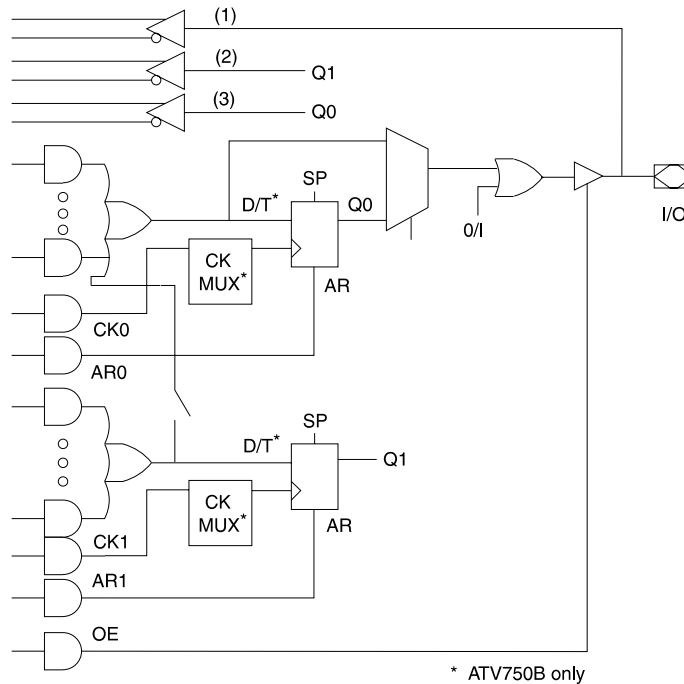 (1)
(2)
Q1
(3)
Q0
SP
D/T*
Q0
0/I
I/O
CK
MUX*
AR
CK0
AR0
SP
D/T*
Q1
CK
MUX*
AR
CK1
AR1
OE
* ATV750B only